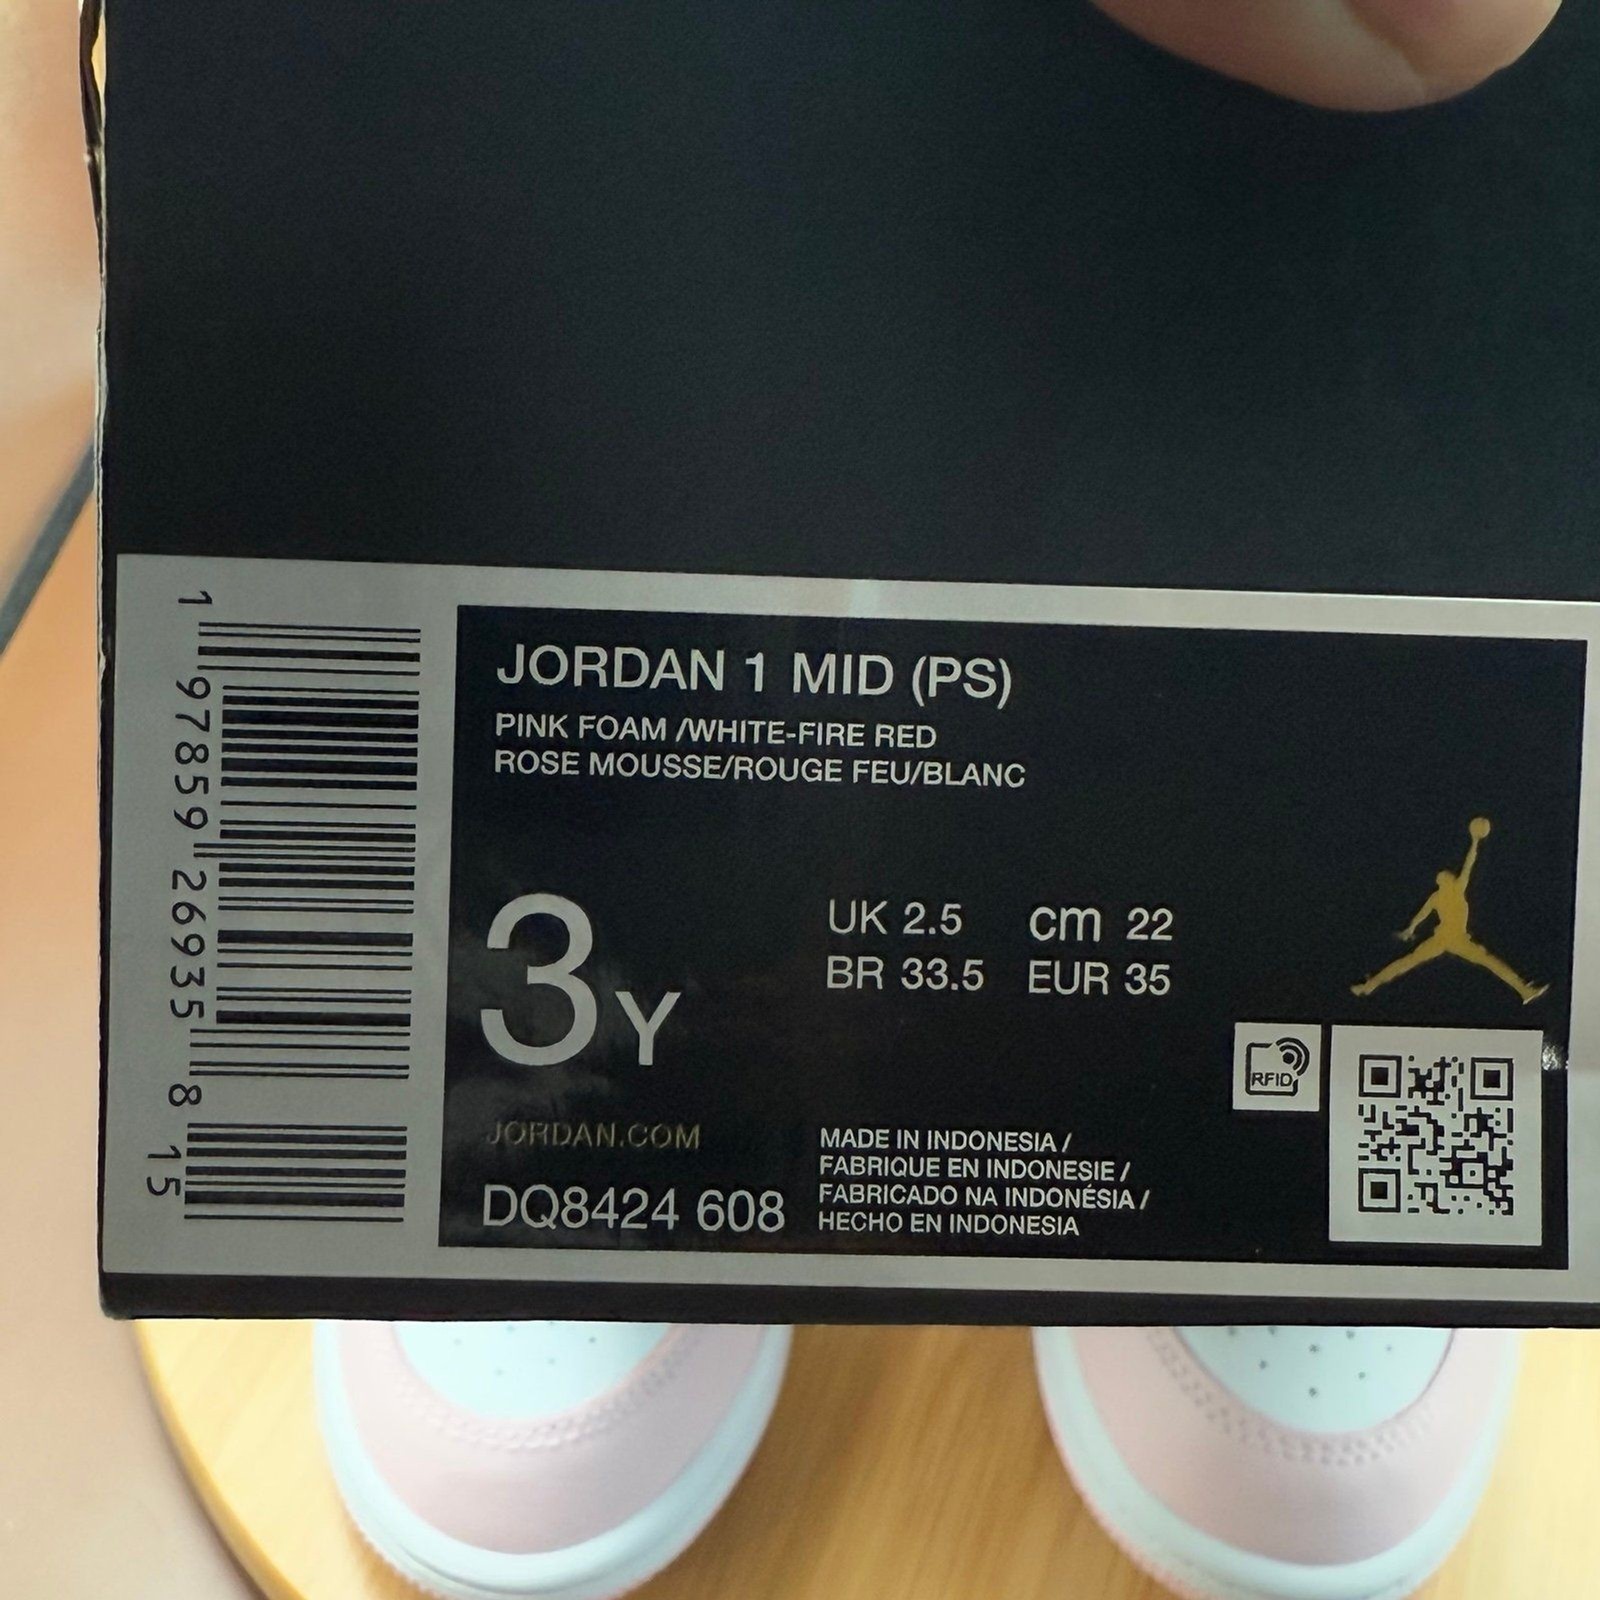 JORDAN 1 MID (PS)
PINK FOAM /WHITE-FIRE RED
ROSE MOUSSE/ROUGE FEU/BLANC
3Y
UK 2.5 cm 22
BR 33.5 EUR 35
RFID
JORDAN.COM
DQ8424 608
MADE IN INDONESIA /
FABRIQUE EN INDONESIE /
FABRICADO NA INDONÉSIA /
HECHO EN INDONESIA
1 97859 26935 8 15